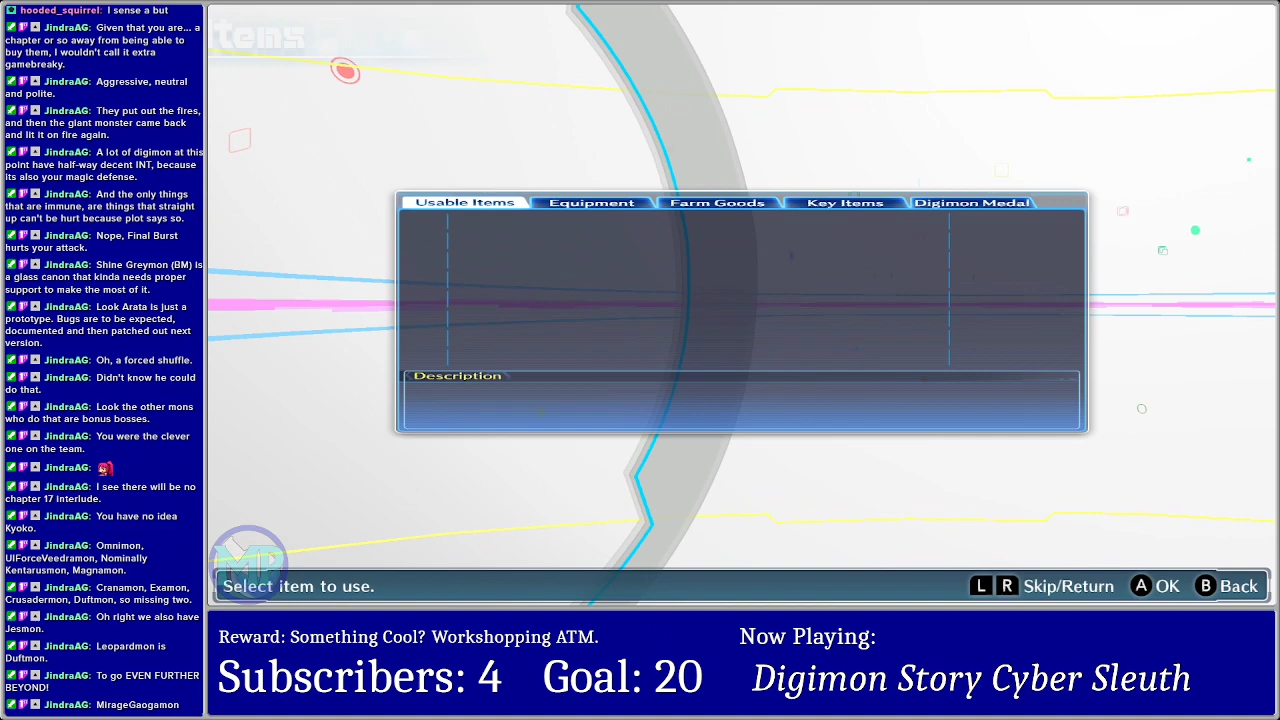 hooded_squirrel: I sense a but
JindraAG: Given that you are... a
chapter or so away from being able to
buy them, I wouldn't call it extra
gamebreaky.
JindraAG: Aggressive, neutral
and polite.
JindraAG: They put out the fires,
and then the giant monster came back
and lit it on fire again.
JindraAG: A lot of digimon at this
point have half-way decent INT, because
its also your magic defense.
JindraAG: And the only things
that are immune, are things that straight
up can't be hurt because plot says so.
JindraAG: Nope, Final Burst
hurts your attack.
JindraAG: Shine Greymon (BM) is
a glass canon that kinda needs proper
support to make the most of it.
JindraAG: Look Arata is just a
prototype. Bugs are to be expected,
documented and then patched out next
version.
JindraAG: Oh, a forced shuffle.
JindraAG: Didn't know he could
do that.
JindraAG: Look the other mons
who do that are bonus bosses.
JindraAG: You were the clever
one on the team.
JindraAG:
JindraAG: I see there will be no
chapter 17 interlude.
JindraAG: You have no idea
Kyoko.
JindraAG: Omnimon,
UlForceVeedramon, Nominally
Kentarusmon, Magnamon.
JindraAG: Cranamon, Examon,
Crusadermon, Duftmon, so missing two.
JindraAG: Oh right we also have
Jesmon.
JindraAG: Leopardmon is
Duftmon.
JindraAG: To go EVEN FURTHER
BEYOND!
JindraAG: MirageGaogamon
Items
Usable Items
Equipment
Farm Goods
Key Items
Digimon Medal
Description
MP
Select item to use.
L R Skip/Return A OK B Back
Reward: Something Cool? Workshopping ATM.
Subscribers: 4 Goal: 20
Now Playing:
Digimon Story Cyber Sleuth